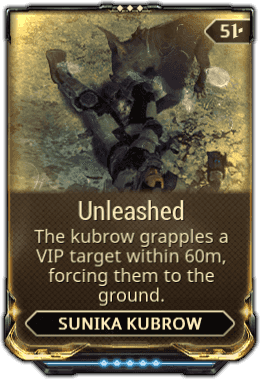 51
Unleashed
The kubrow grapples a
VIP target within 60m,
forcing them to the
ground.
SUNIKA KUBROW